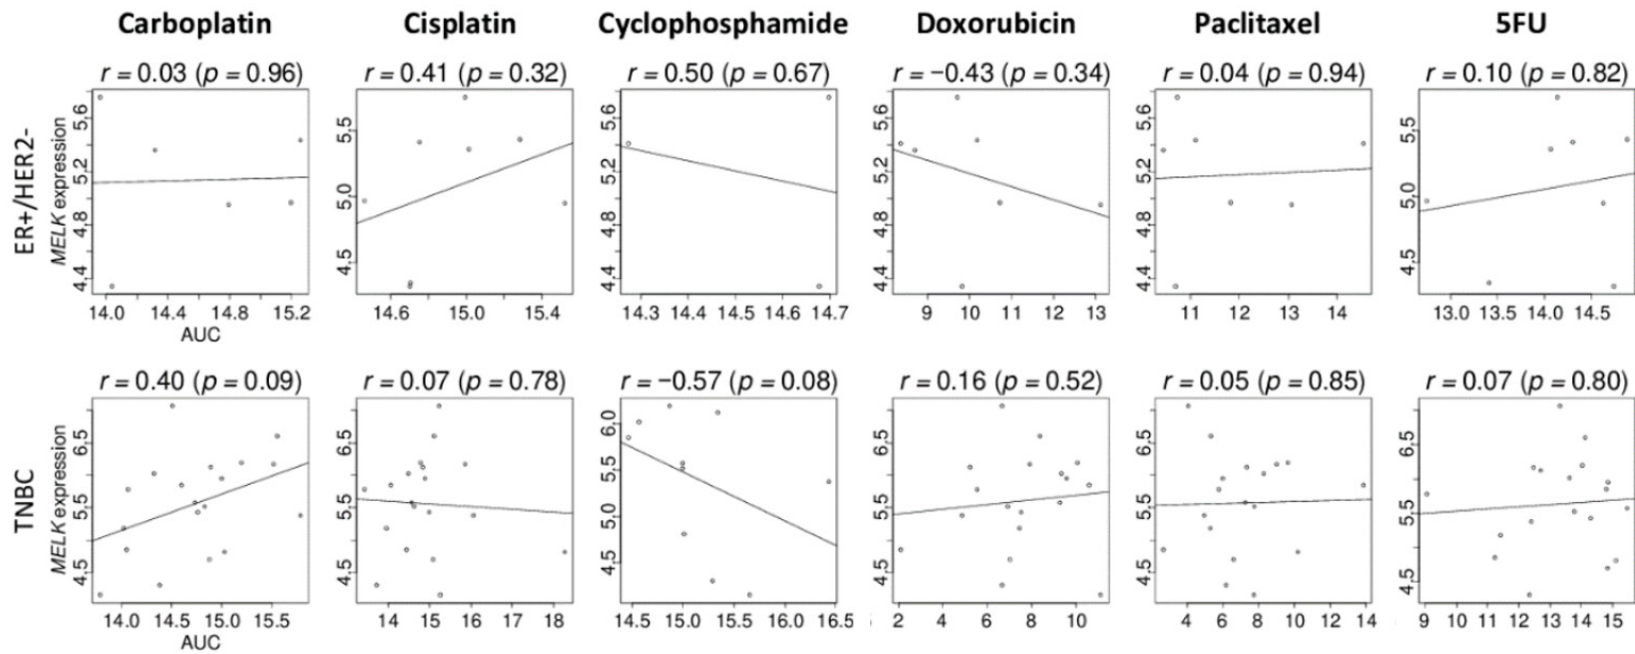 Carboplatin Cisplatin Cyclophosphamide Doxorubicin Paclitaxel 5FU
r = 0.03 (p = 0.96) r = 0.41 (p = 0.32) r = 0.50 (p = 0.67) r = −0.43 (p = 0.34) r = 0.04 (p = 0.94) r = 0.10 (p = 0.82)
ER+/HER2-
MELK expression
4.4 4.8 5.2 5.6
14.0 14.4 14.8 15.2
AUC
4.5 5.0 5.5
14.6 15.0 15.4
4.4 4.8 5.2 5.6
14.3 14.4 14.5 14.6 14.7
4.4 4.8 5.2 5.6
9 10 11 12 13
4.4 4.8 5.2 5.6
11 12 13 14
4.5 5.0 5.5
13.0 13.5 14.0 14.5
r = 0.40 (p = 0.09) r = 0.07 (p = 0.78) r = −0.57 (p = 0.08) r = 0.16 (p = 0.52) r = 0.05 (p = 0.85) r = 0.07 (p = 0.80)
TNBC
MELK expression
4.5 5.5 6.5
14.0 14.5 15.0 15.5
AUC
4.5 5.5 6.5
14 15 16 17 18
4.5 5.0 5.5 6.0
14.5 15.0 15.5 16.0 16.5
4.5 5.5 6.5
2 4 6 8 10
4.5 5.5 6.5
4 6 8 10 12 14
4.5 5.5 6.5
9 10 11 12 13 14 15